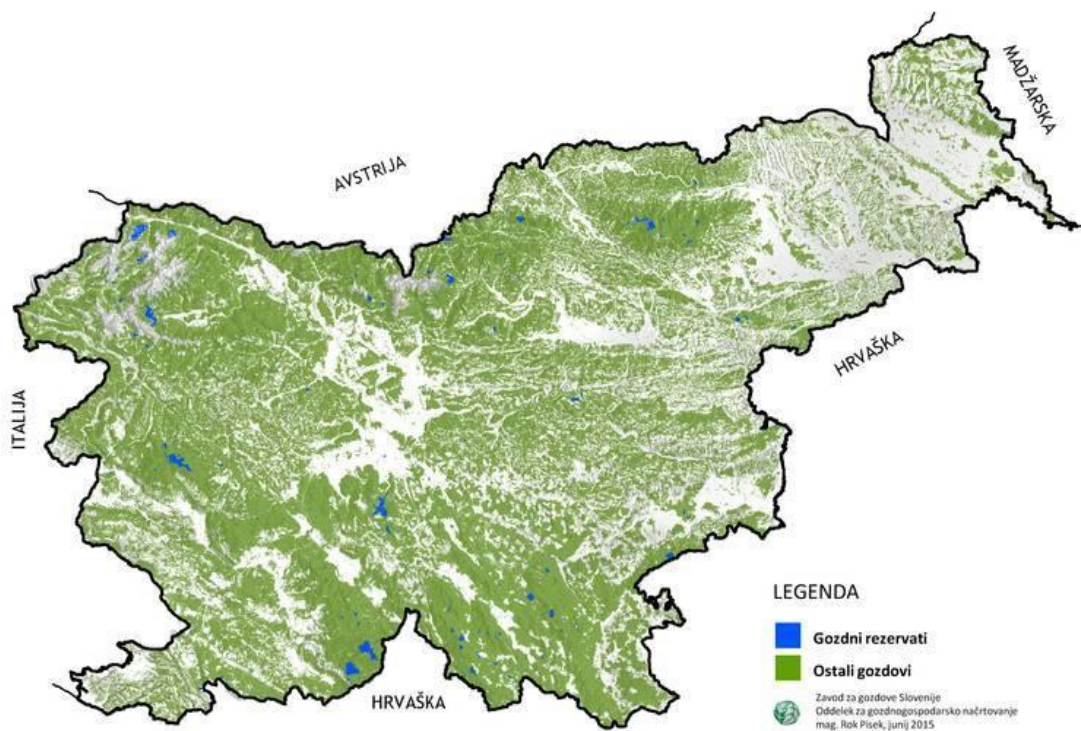 MADŽARSKA
AVSTRIJA
HRVAŠKA
ITALIJA
HRVAŠKA
LEGENDA
Gozdni rezervati
Ostali gozdovi
Zavod za gozdove Slovenije
Oddelek za gozdnogospodarsko načrtovanje
mag. Rok Pisek, junij 2015